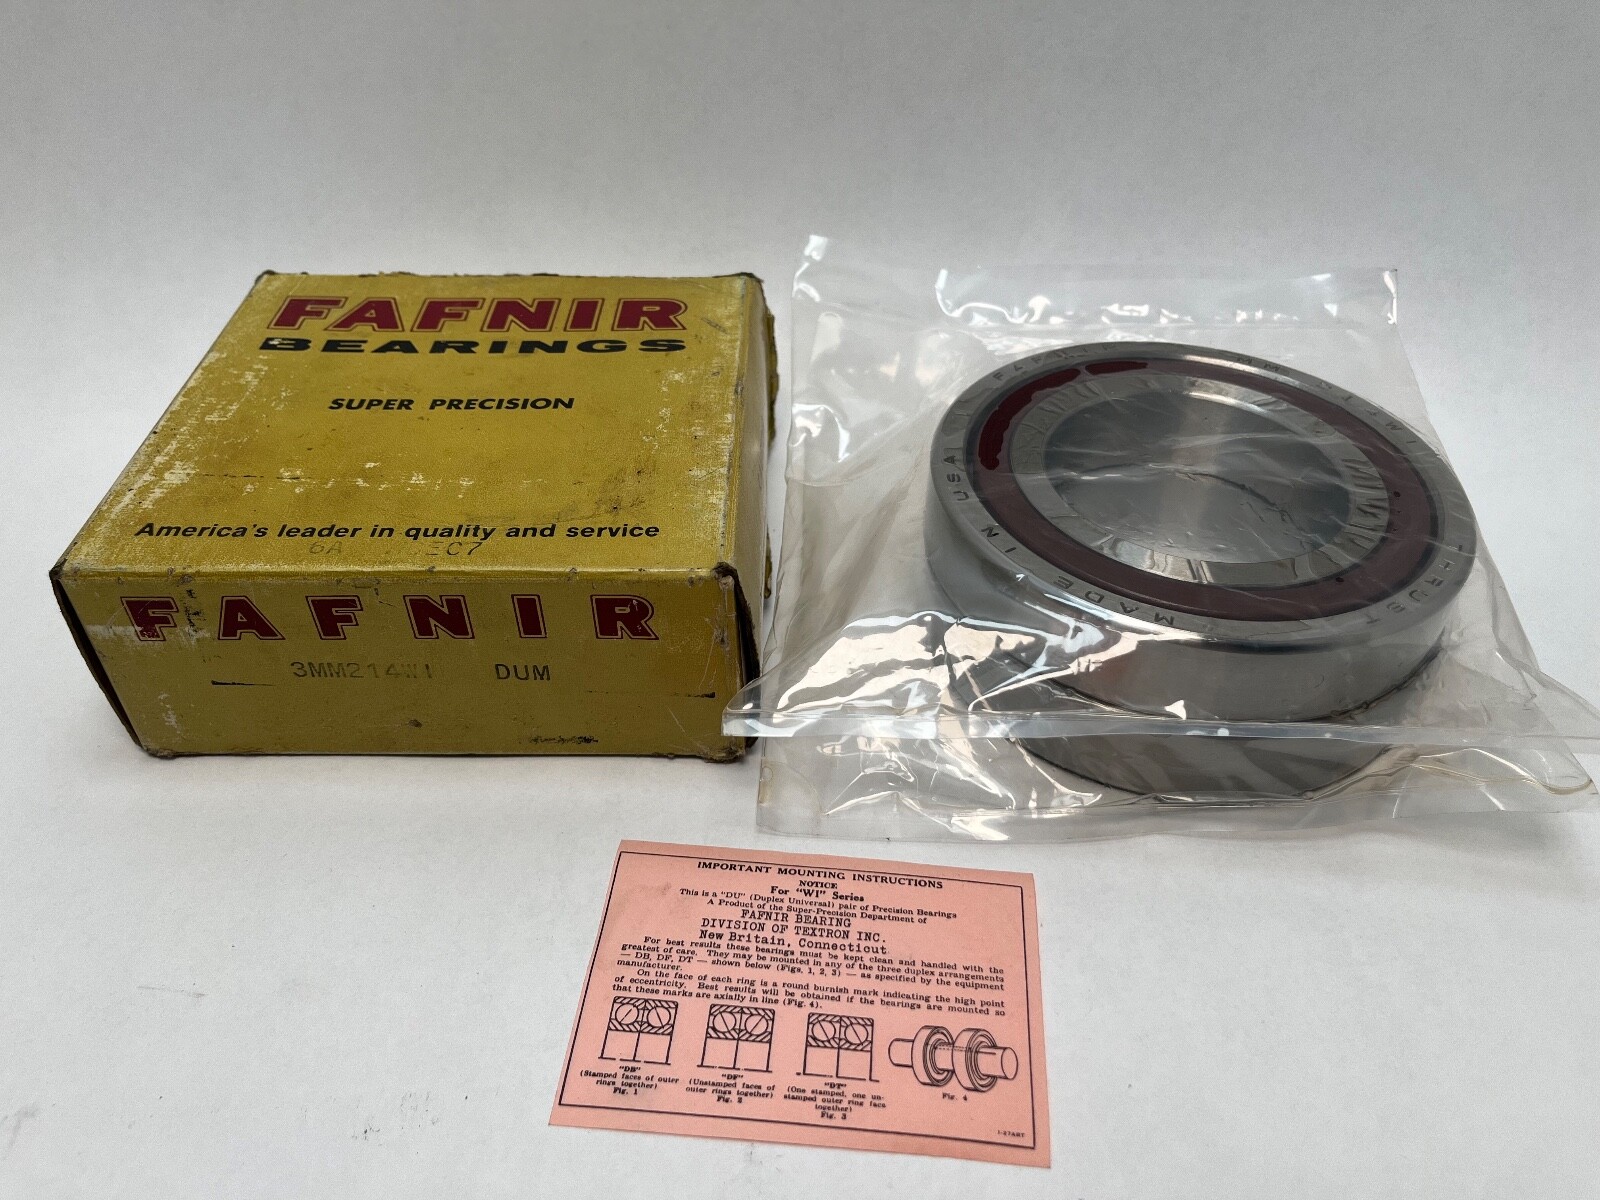 FAFNIR
BEARINGS
SUPER PRECISION
America's leader in quality and service
FAFNIR
3MM214WI DUM
FAFNIR
THRUST
MADE IN USA
IMPORTANT MOUNTING INSTRUCTIONS
NOTICE
For "WI" Series
This is a "DU" (Duplex Universal) pair of Precision Bearings
A Product of the Super-Precision Department of
FAFNIR BEARING
DIVISION OF TEXTRON INC.
New Britain, Connecticut
For best results these bearings must be kept clean and handled with the
greatest of care. They may be mounted in any of the three duplex arrangements
— DB, DF, DT — shown below (Figs. 1, 2, 3) — as specified by the equipment
manufacturer.
On the face of each ring is a round burnish mark indicating the high point
of eccentricity. Best results will be obtained if the bearings are mounted so
that these marks are axially in line (Fig. 4).
"DB"
(Stamped faces of outer
rings together)
Fig. 1
"DF"
(Unstamped faces of
outer rings together)
Fig. 2
"DT"
(One stamped, one un-
stamped outer ring face
together)
Fig. 3
Fig. 4